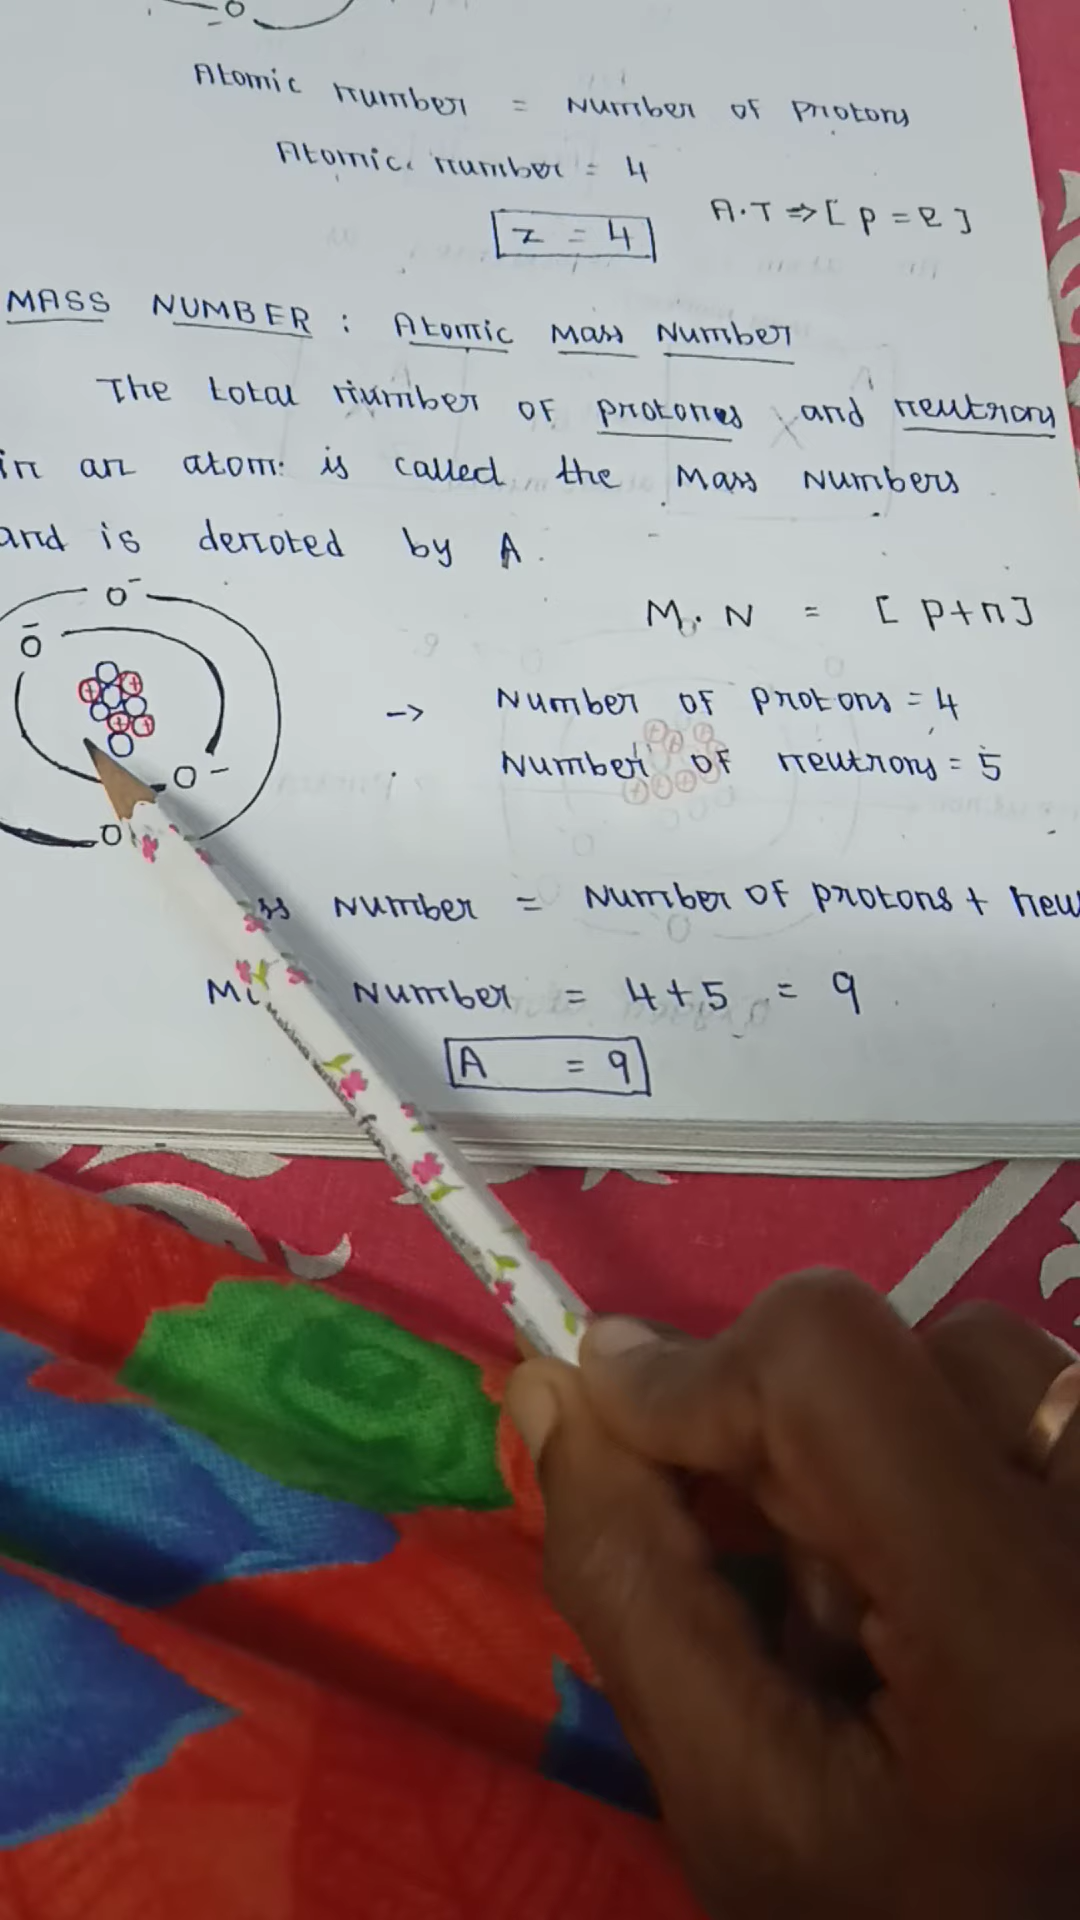 Atomic number = Number of Protons
Atomic number = 4
A.T ⇒ [ P = e ]
z = 4
MASS NUMBER : Atomic Mass Number
The total number of protones and neutrons
in an atom is called the Mass Numbers
and is denoted by A.
M. N = [ p+n ]
→ Number of Protons = 4
Number of neutrons = 5
Number = Number of protons +
Number = 4+5 = 9
A = 9